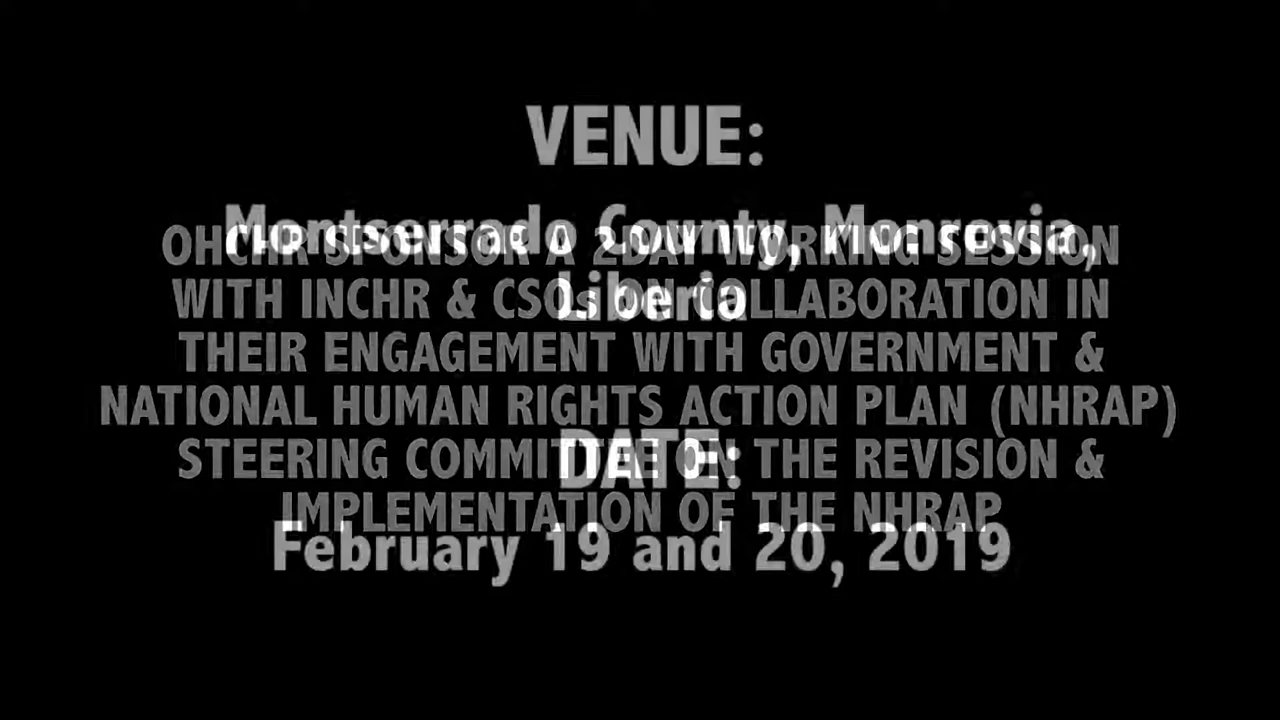 VENUE:
Montserrado County, Monrovia,
Liberia
DATE:
February 19 and 20, 2019
OHCHR SPONSOR A 2DAY WORKING SESSION
WITH INCHR & CSOs ON COLLABORATION IN
THEIR ENGAGEMENT WITH GOVERNMENT &
NATIONAL HUMAN RIGHTS ACTION PLAN (NHRAP)
STEERING COMMITTEE ON THE REVISION &
IMPLEMENTATION OF THE NHRAP